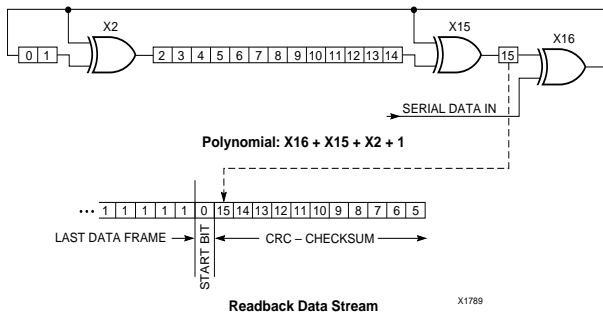 X2
X15
X16
0 1
2 3 4 5 6 7 8 9 10 11 12 13 14
15
SERIAL DATA IN
Polynomial: X16 + X15 + X2 + 1
••• 1 1 1 1 1 0 15 14 13 12 11 10 9 8 7 6 5
LAST DATA FRAME
START BIT
CRC – CHECKSUM
Readback Data Stream
X1789